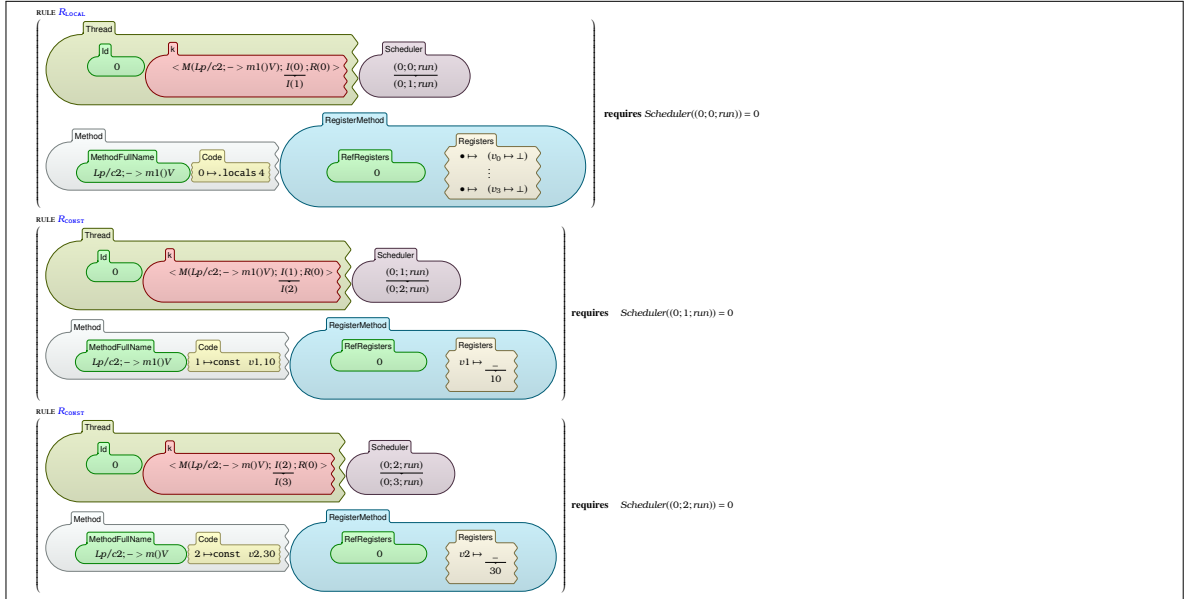 RULE R_LOCAL
Thread
Id
0
k
< M(Lp/c2;−> m1()V); I(0) ;R(0) >
I(1)
Scheduler
(0;0; run)
(0;1; run)
requires Scheduler((0;0; run)) = 0
Method
MethodFullName
Lp/c2;−> m1()V
Code
0 ↦.locals 4
RegisterMethod
RefRegisters
0
Registers
• ↦ (v₀ ↦ ⊥)
⋮
• ↦ (v₃ ↦ ⊥)
RULE R_CONST
Thread
Id
0
k
< M(Lp/c2;−> m1()V); I(1) ;R(0) >
I(2)
Scheduler
(0;1; run)
(0;2; run)
requires Scheduler((0;1; run)) = 0
Method
MethodFullName
Lp/c2;−> m1()V
Code
1 ↦const v1,10
RegisterMethod
RefRegisters
0
Registers
v1 ↦ _
10
RULE R_CONST
Thread
Id
0
k
< M(Lp/c2;−> m()V); I(2) ;R(0) >
I(3)
Scheduler
(0;2; run)
(0;3; run)
requires Scheduler((0;2; run)) = 0
Method
MethodFullName
Lp/c2;−> m()V
Code
2 ↦const v2,30
RegisterMethod
RefRegisters
0
Registers
v2 ↦ _
30